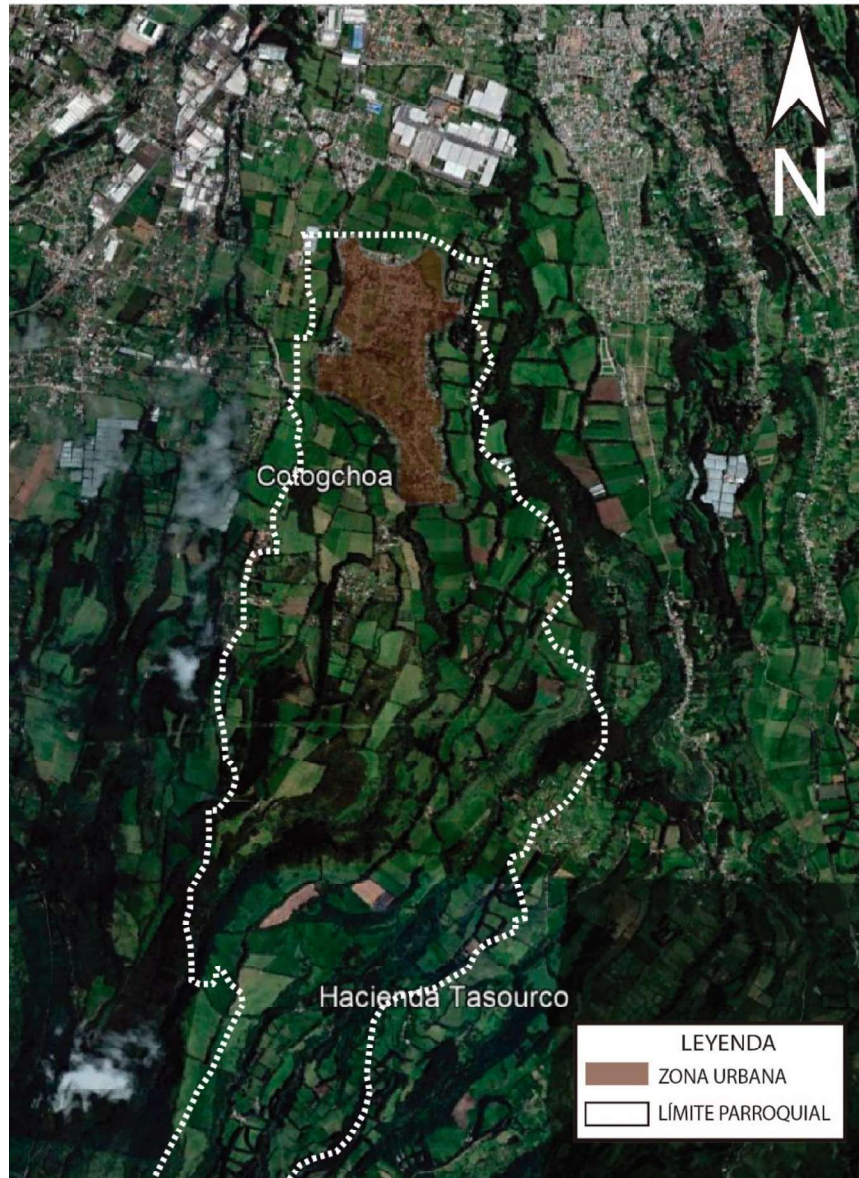 N
Cotogchoa
Hacienda Tasourco
LEYENDA
ZONA URBANA
LÍMITE PARROQUIAL